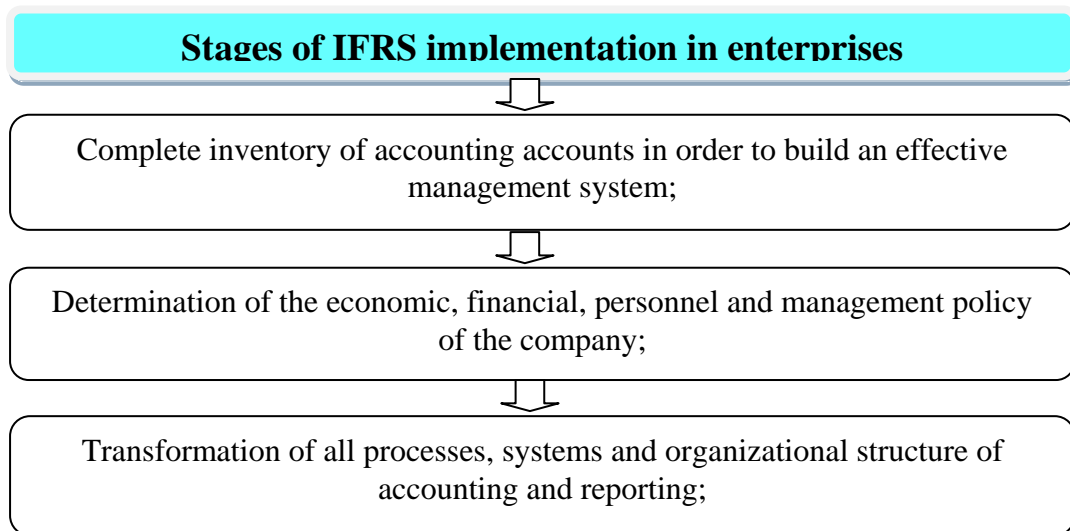 Stages of IFRS implementation in enterprises
Complete inventory of accounting accounts in order to build an effective
management system;
Determination of the economic, financial, personnel and management policy
of the company;
Transformation of all processes, systems and organizational structure of
accounting and reporting;